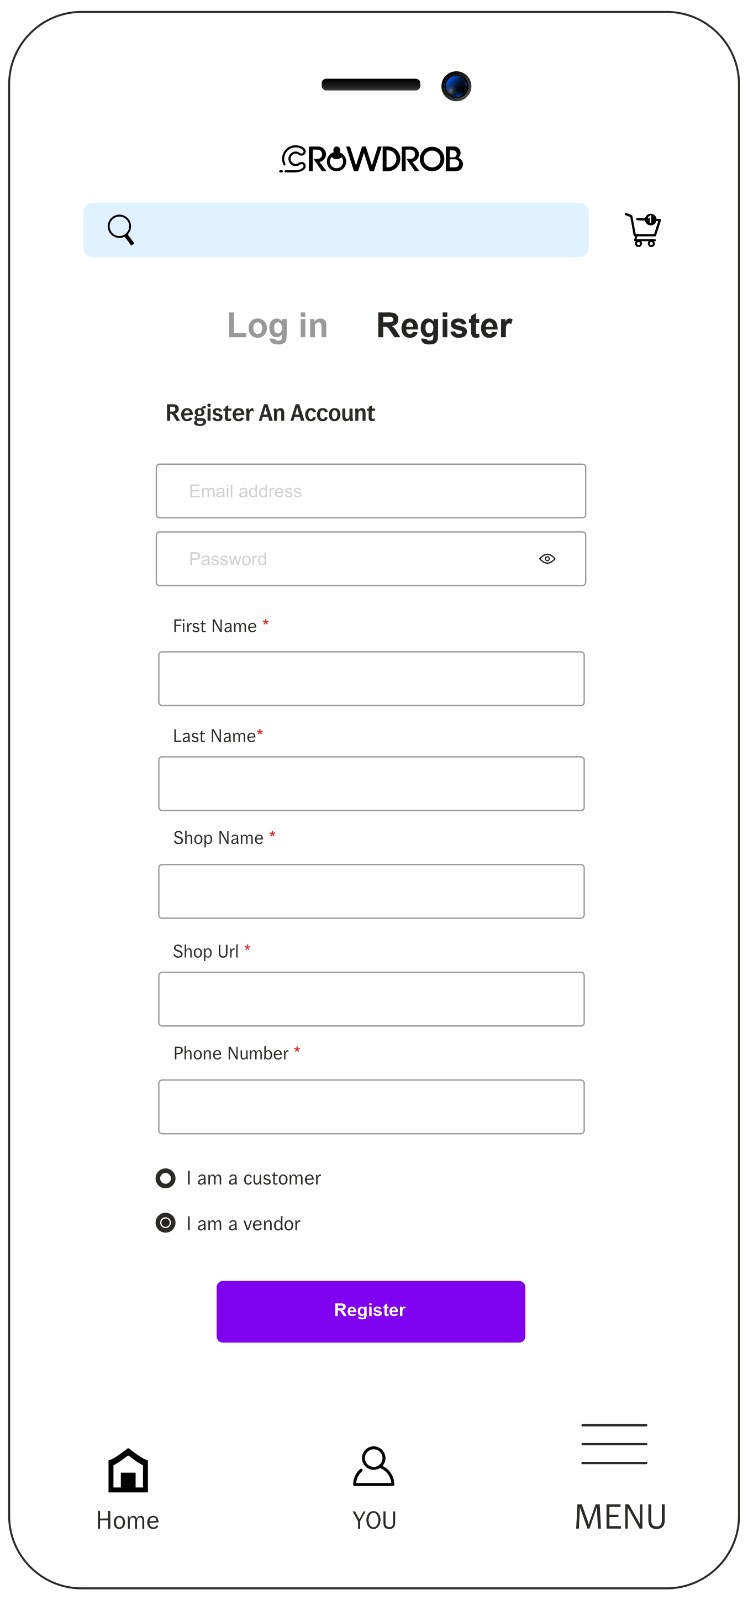 CROWDROB
1
Log in Register
Register An Account
Email address
Password
First Name *
Last Name*
Shop Name *
Shop Url *
Phone Number *
I am a customer
I am a vendor
Register
Home YOU MENU